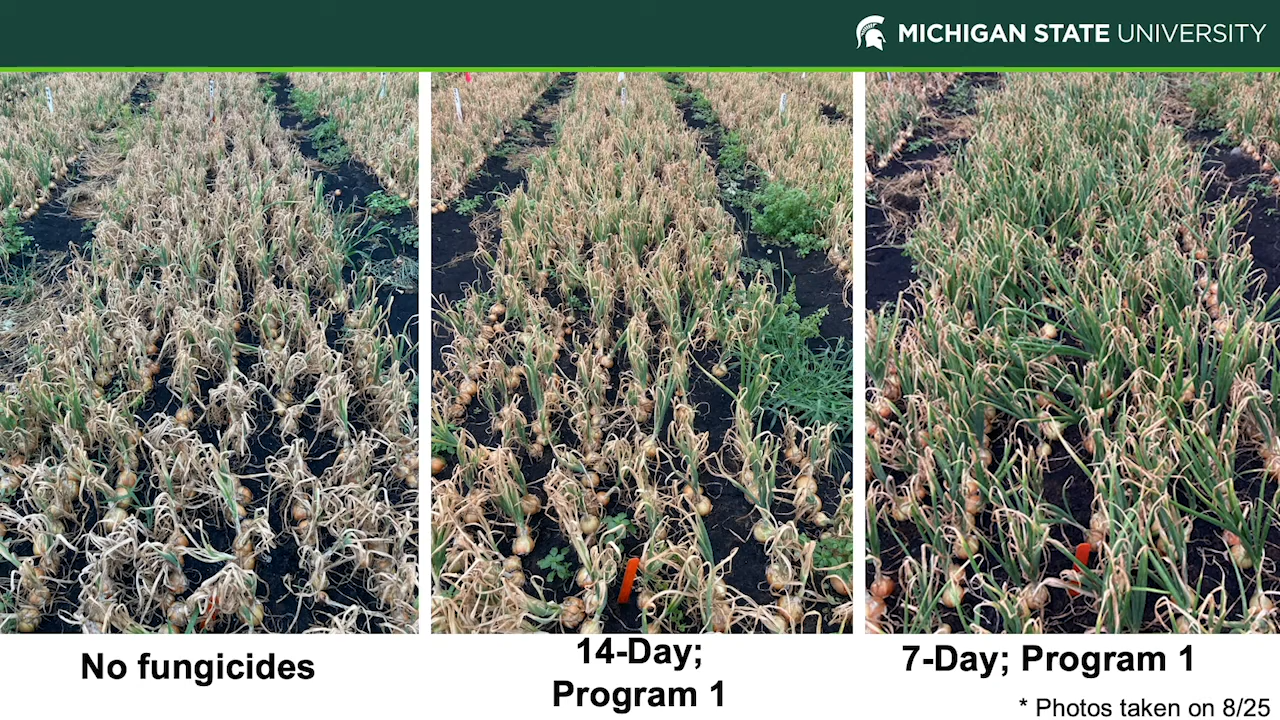 MICHIGAN STATE UNIVERSITY
No fungicides
14-Day;
Program 1
7-Day; Program 1
* Photos taken on 8/25